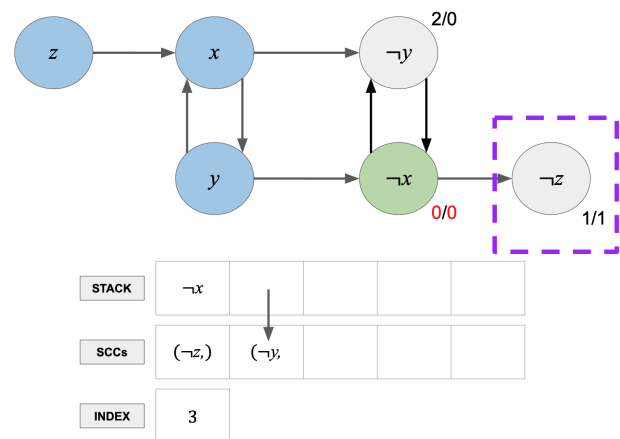 2/0
z
x
¬y
y
¬x
¬z
0/0
1/1
STACK
¬x
SCCs
(¬z,)
(¬y,
INDEX
3